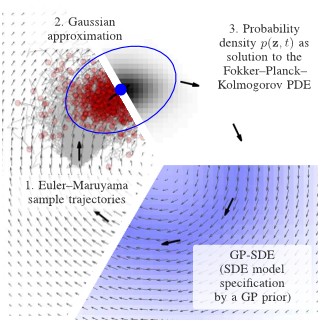 2. Gaussian
approximation
3. Probability
density p(z, t) as
solution to the
Fokker–Planck–
Kolmogorov PDE
1. Euler–Maruyama
sample trajectories
GP-SDE
(SDE model
specification
by a GP prior)